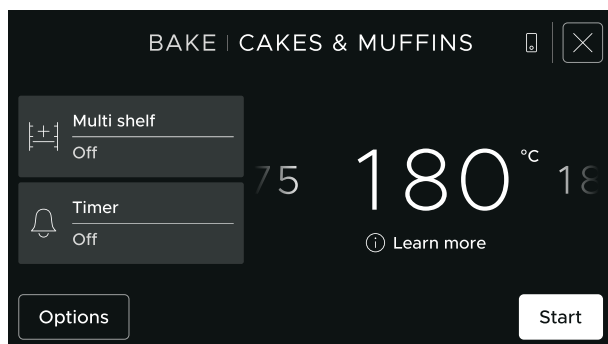 BAKE | CAKES & MUFFINS
Multi shelf
Off
75 180 °C 18
Timer
Off
Learn more
Options
Start